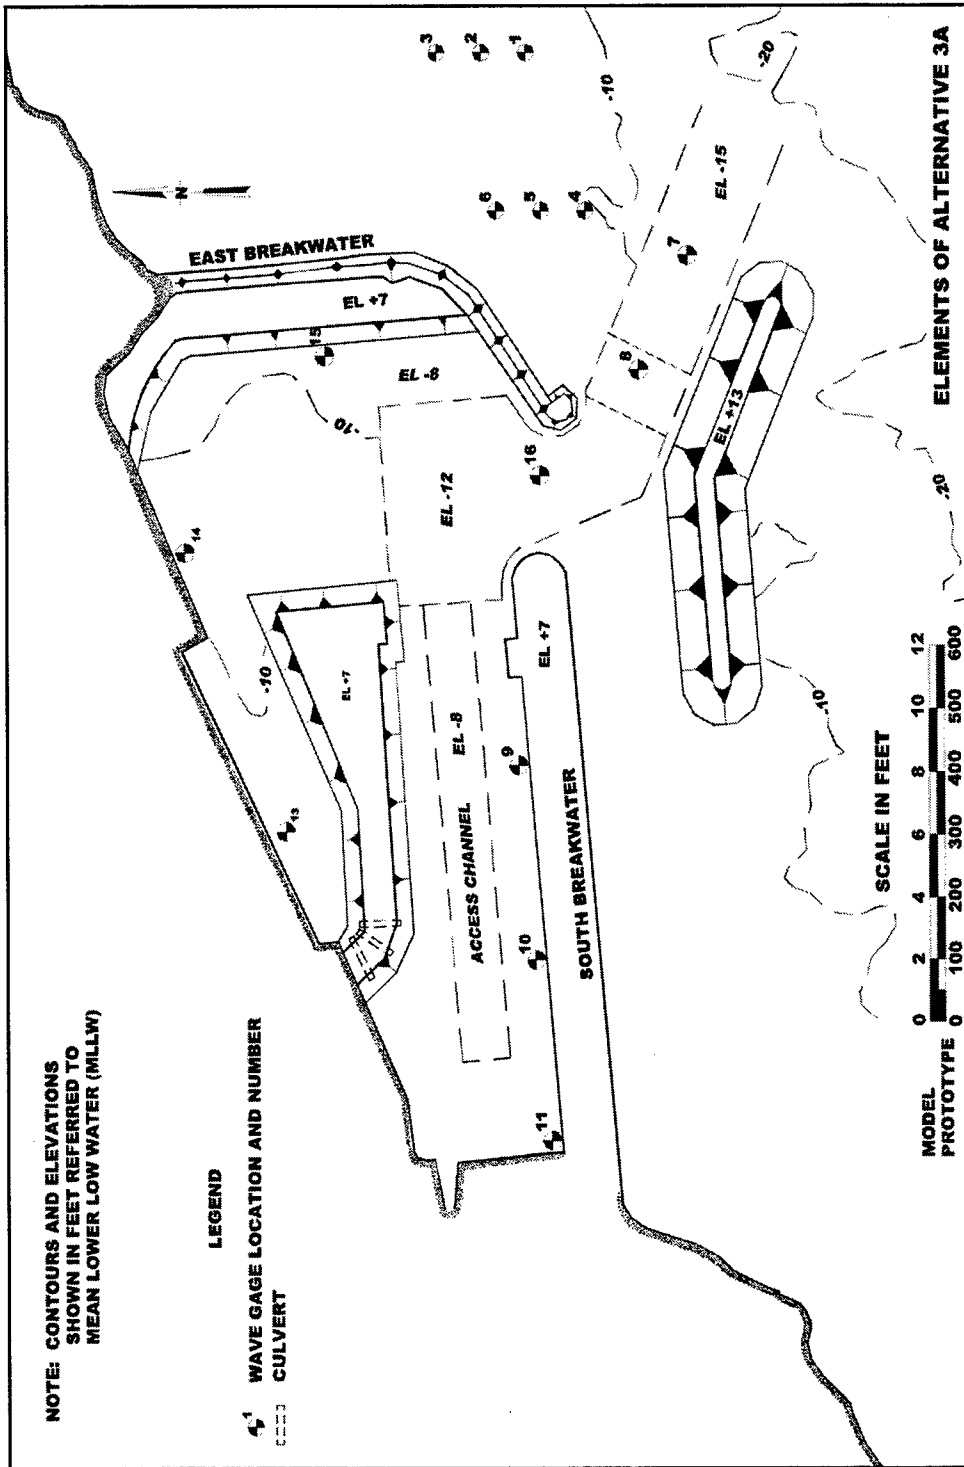 NOTE: CONTOURS AND ELEVATIONS
SHOWN IN FEET REFERRED TO
MEAN LOWER LOW WATER (MLLW)
LEGEND
1 WAVE GAGE LOCATION AND NUMBER
CULVERT
N
EAST BREAKWATER
EL +7
15
EL -8
-10
14
-10
EL +7
13
EL -12
16
EL -8
ACCESS CHANNEL
9
10
11
EL +7
SOUTH BREAKWATER
3
2
1
6
5
4
-10
-20
EL -15
7
8
EL +13
-20
-10
SCALE IN FEET
MODEL 0 2 4 6 8 10 12
PROTOTYPE 0 100 200 300 400 500 600
ELEMENTS OF ALTERNATIVE 3A